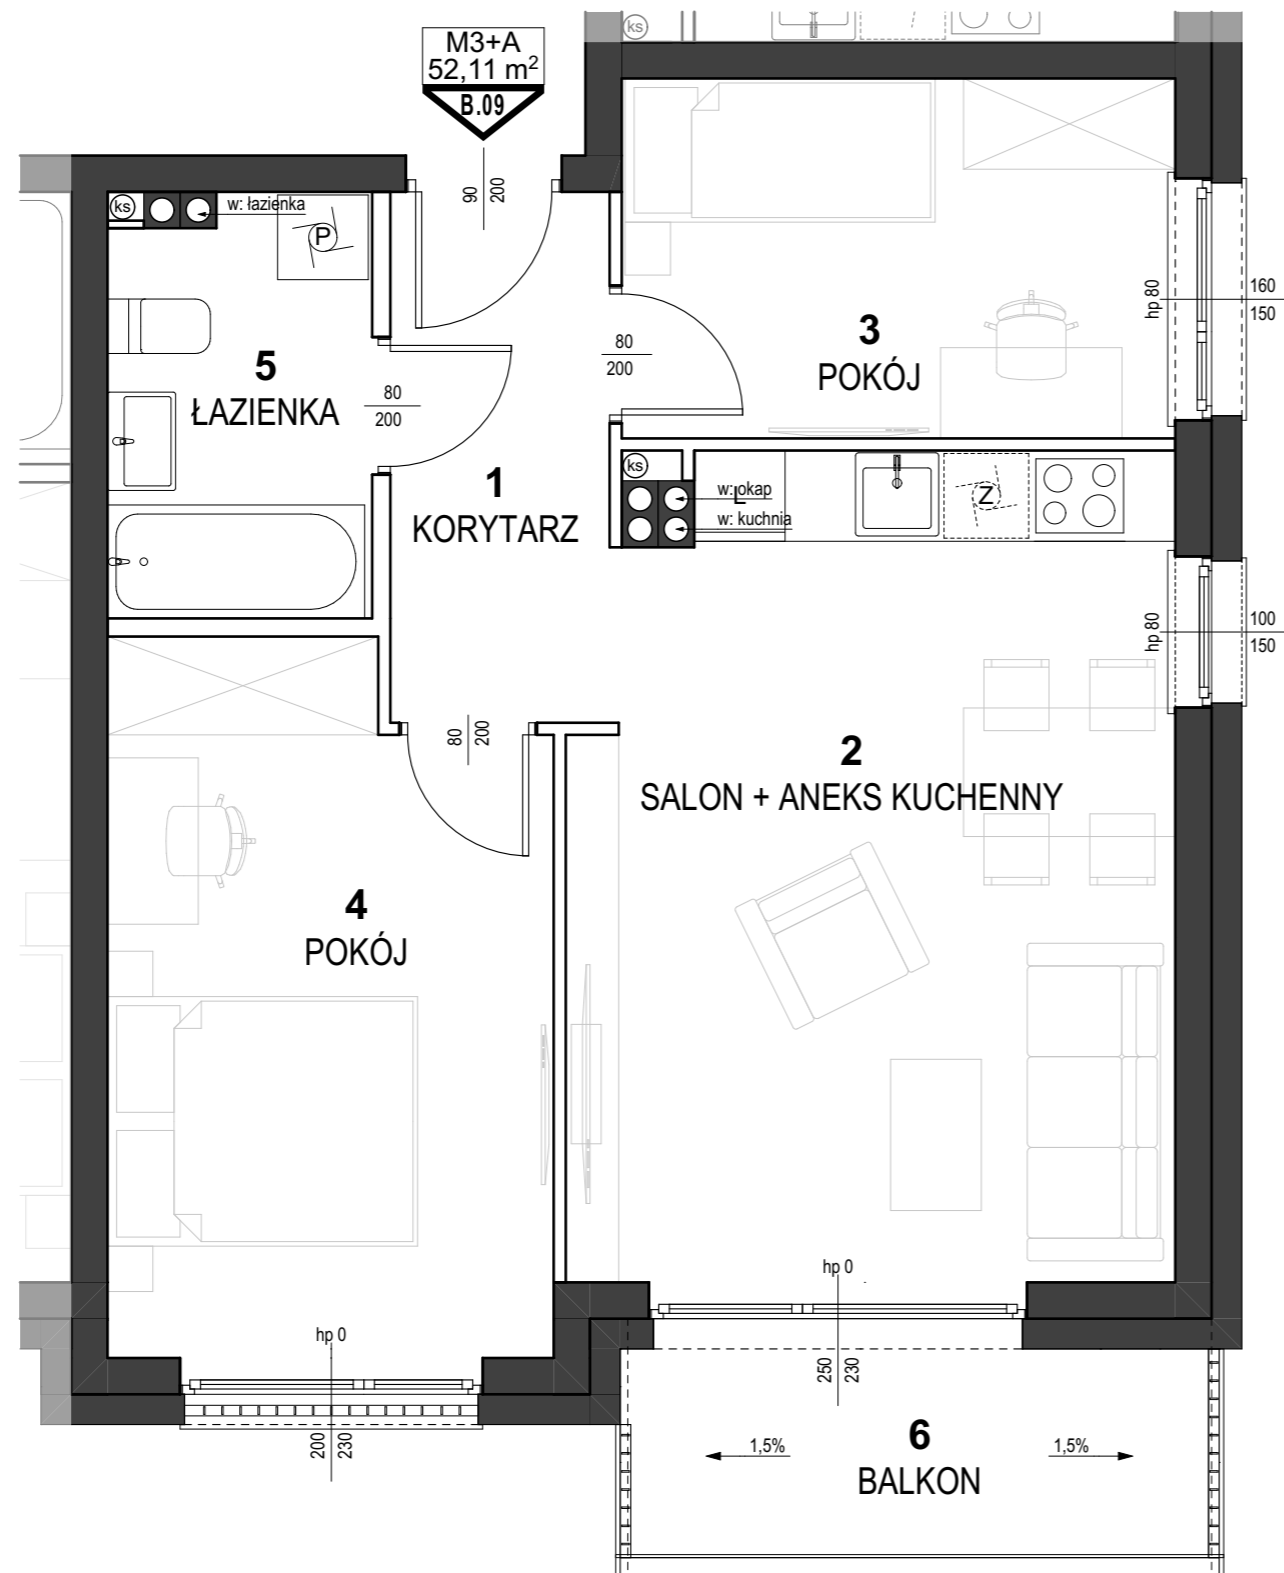 ks
M3+A
52,11 m²
B.09
90
200
ks
w: łazienka
P
hp 80
160
150
3
POKÓJ
80
200
5
ŁAZIENKA
80
200
1
KORYTARZ
ks
w: okap
L
w: kuchnia
Z
hp 80
100
150
80
200
2
SALON + ANEKS KUCHENNY
4
POKÓJ
hp 0
hp 0
250
230
200
230
1,5%
6
BALKON
1,5%